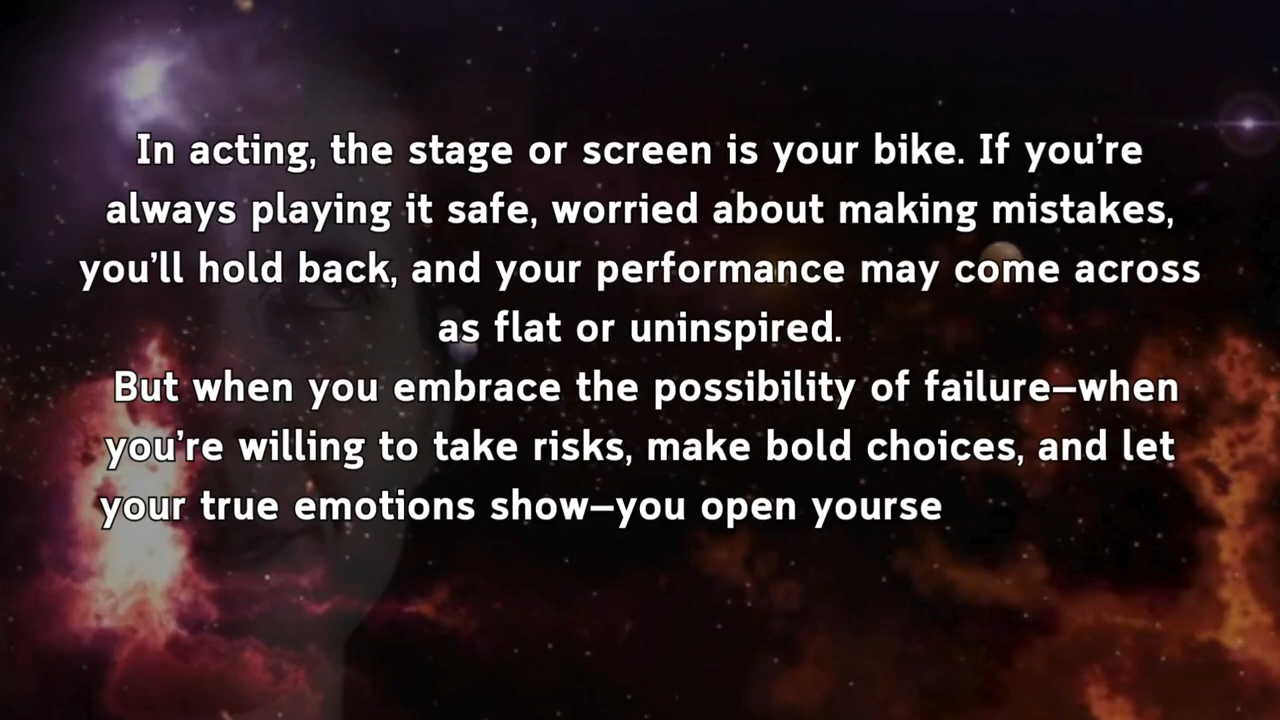 In acting, the stage or screen is your bike. If you’re
always playing it safe, worried about making mistakes,
you’ll hold back, and your performance may come across
as flat or uninspired.
But when you embrace the possibility of failure—when
you’re willing to take risks, make bold choices, and let
your true emotions show—you open yourse